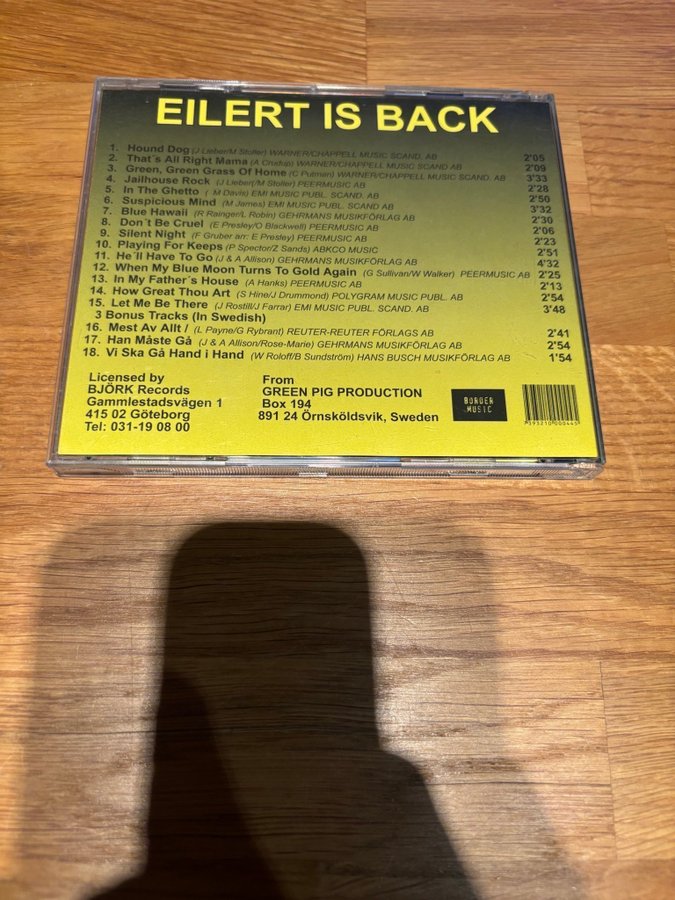 EILERT IS BACK
1. Hound Dog (J Lieber/M Stoller) WARNER/CHAPPELL MUSIC SCAND. AB 2'05
2. That´s All Right Mama (A Crudup) WARNER/CHAPPELL MUSIC SCAND. AB 2'09
3. Green, Green Grass Of Home (C Putman) WARNER/CHAPPELL MUSIC SCAND. AB 3'33
4. Jailhouse Rock (J Lieber/M Stoller) PEERMUSIC AB 2'28
5. In The Ghetto ( M Davis) EMI MUSIC PUBL. SCAND. AB 2'50
6. Suspicious Mind (M James) EMI MUSIC PUBL. SCAND. AB 3'32
7. Blue Hawaii (R Rainger/L Robin) GEHRMANS MUSIKFÖRLAG AB 2'30
8. Don´t Be Cruel (E Presley/O Blackwell) PEERMUSIC AB 2'06
9. Silent Night (F Gruber arr: E Presley) PEERMUSIC AB 2'23
10. Playing For Keeps (P Spector/Z Sands) ABKCO MUSIC 2'51
11. He´ll Have To Go (J & A Allison) GEHRMANS MUSIKFÖRLAG AB 4'32
12. When My Blue Moon Turns To Gold Again (G Sullivan/W Walker) PEERMUSIC AB 2'25
13. In My Father´s House (A Hanks) PEERMUSIC AB 2'13
14. How Great Thou Art (S Hine/J Drummond) POLYGRAM MUSIC PUBL. AB 2'54
15. Let Me Be There (J Rostill/J Farrar) EMI MUSIC PUBL. SCAND. AB 3'48
3 Bonus Tracks (In Swedish)
16. Mest Av Allt / (L Payne/G Rybrant) REUTER-REUTER FÖRLAGS AB 2'41
17. Han Måste Gå (J & A Allison/Rose-Marie) GEHRMANS MUSIKFÖRLAG AB 2'54
18. Vi Ska Gå Hand i Hand (W Roloff/B Sundström) HANS BUSCH MUSIKFÖRLAG AB 1'54
Licensed by
BJÖRK Records
Gammlestadsvägen 1
415 02 Göteborg
Tel: 031-19 08 00
From
GREEN PIG PRODUCTION
Box 194
891 24 Örnsköldsvik, Sweden
BORDER
MUSIC
7393210000445